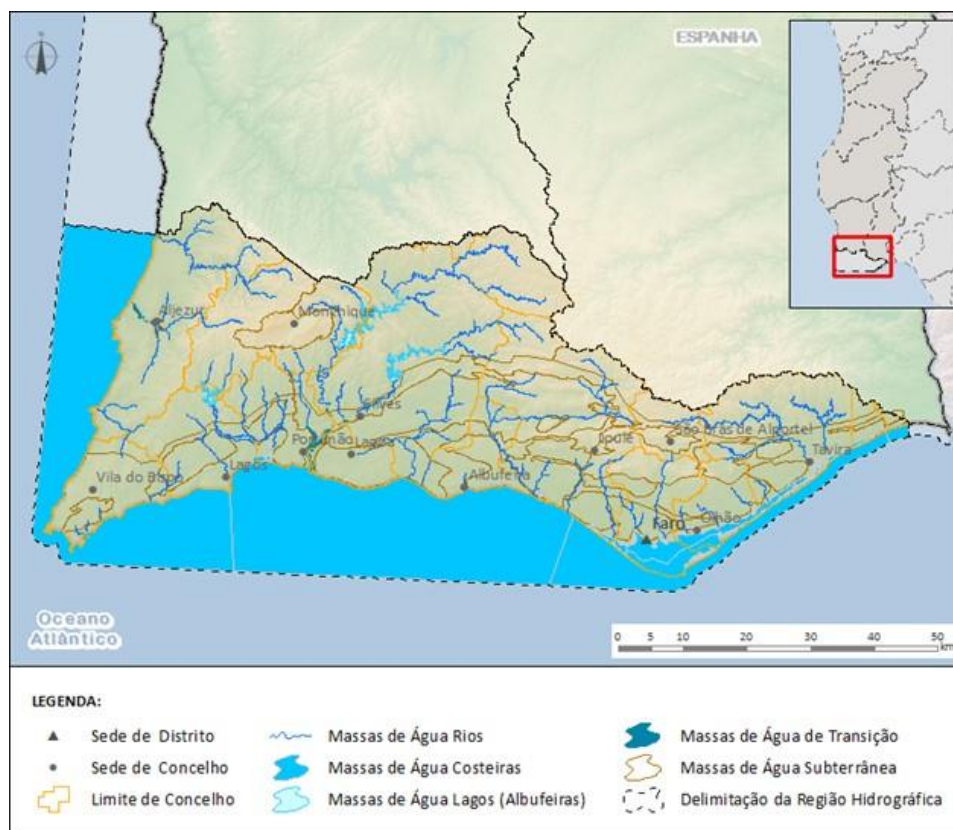 ESPANHA
Aljezur
Monchique
Silves
Portimão
Lagoa
São Brás de Alportel
Loulé
Tavira
Lagos
Albufeira
Vila do Bispo
Olhão
Faro
Oceano
Atlântico
0 5 10 20 30 40 50
km
LEGENDA:
Sede de Distrito
Massas de Água Rios
Massas de Água de Transição
Sede de Concelho
Massas de Água Costeiras
Massas de Água Subterrânea
Limite de Concelho
Massas de Água Lagos (Albufeiras)
Delimitação da Região Hidrográfica